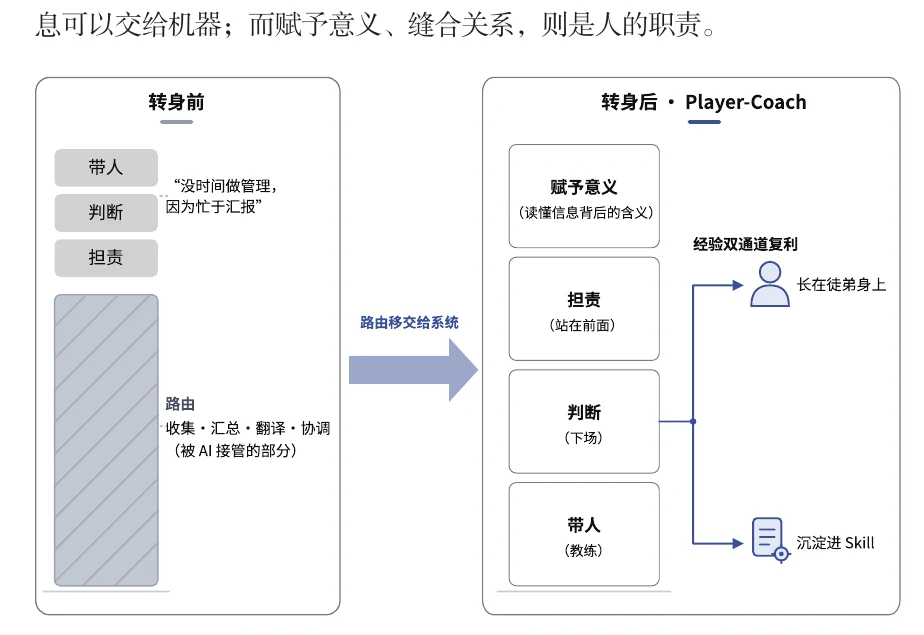 息可以交给机器；而赋予意义、缝合关系，则是人的职责。
转身前
带人
判断
担责
“没时间做管理，
因为忙于汇报”
路由
收集·汇总·翻译·协调
（被 AI 接管的部分）
路由移交给系统
转身后 · Player-Coach
赋予意义
（读懂信息背后的含义）
担责
（站在前面）
判断
（下场）
带人
（教练）
经验双通道复利
长在徒弟身上
沉淀进 Skill